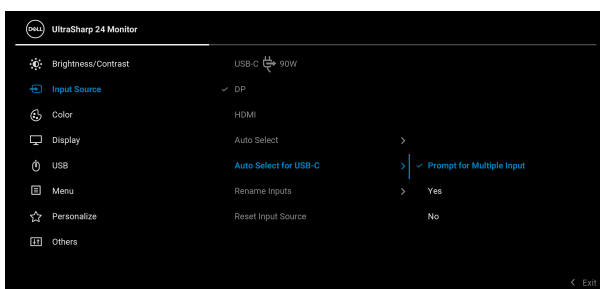 DELL UltraSharp 24 Monitor
Brightness/Contrast USB-C 90W
Input Source DP
Color HDMI
Display Auto Select
USB Auto Select for USB-C Prompt for Multiple Input
Menu Rename Inputs Yes
Personalize Reset Input Source No
Others
Exit